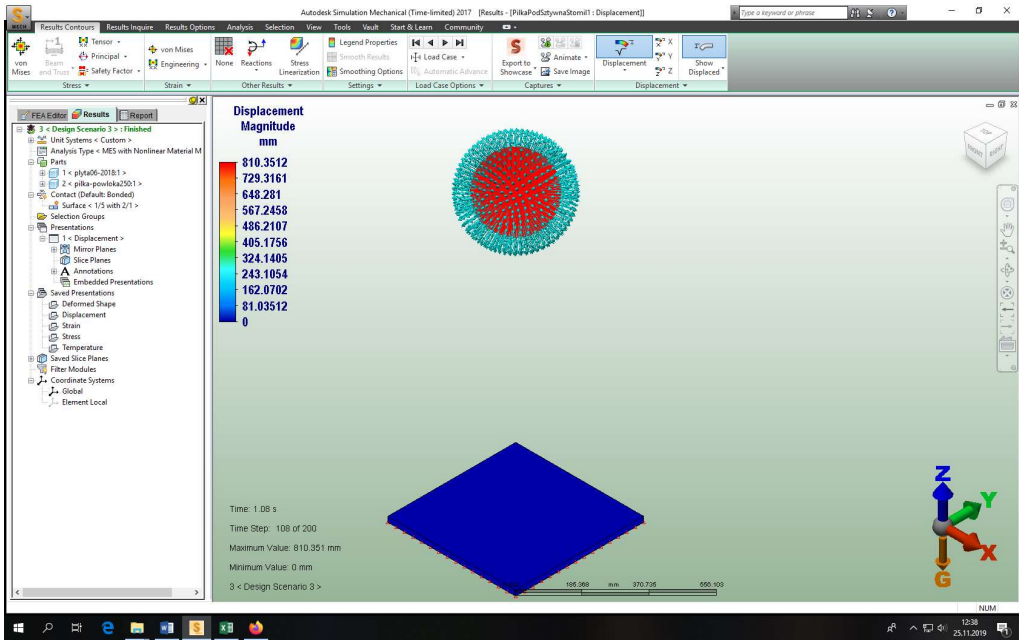 Autodesk Simulation Mechanical (Time-limited) 2017 [Results - [PilkaPodSztywnaStomil1 : Displacement]]
Type a keyword or phrase
MECH
Results Contours Results Inquire Results Options Analysis Selection View Tools Vault Start & Learn Community
von Mises
Beam and Truss
Tensor
Principal
Safety Factor
von Mises
Engineering
None
Reactions
Stress Linearization
Legend Properties
Smooth Results
Smoothing Options
Load Case
Automatic Advance
Export to Showcase
Animate
Save Image
Displacement
X
Y
Z
Show Displaced
Stress Strain Other Results Settings Load Case Options Captures Displacement
FEA Editor Results Report
3 < Design Scenario 3 > : Finished
Unit Systems < Custom >
Analysis Type < MES with Nonlinear Material M
Parts
1 < plyta06-2018:1 >
2 < pilka-powloka250:1 >
Contact (Default: Bonded)
Surface < 1/5 with 2/1 >
Selection Groups
Presentations
1 < Displacement >
Mirror Planes
Slice Planes
A Annotations
Embedded Presentations
Saved Presentations
Deformed Shape
Displacement
Strain
Stress
Temperature
Saved Slice Planes
Filter Modules
Coordinate Systems
Global
Element Local
Displacement
Magnitude
mm
810.3512
729.3161
648.281
567.2458
486.2107
405.1756
324.1405
243.1054
162.0702
81.03512
0
TOP
FRONT
RIGHT
Time: 1.08 s
Time Step: 108 of 200
Maximum Value: 810.351 mm
Minimum Value: 0 mm
3 < Design Scenario 3 >
185.368 mm 370.735 556.103
Z
Y
X
G
NUM
12:38
25.11.2019